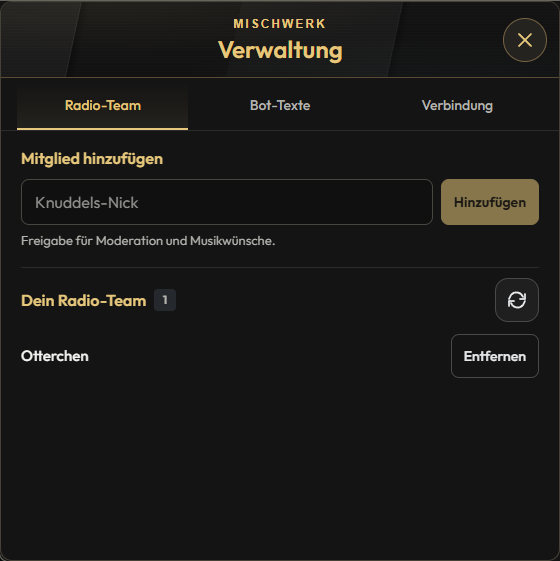 MISCHWERK
Verwaltung
Radio-Team
Bot-Texte
Verbindung
Mitglied hinzufügen
Knuddels-Nick
Hinzufügen
Freigabe für Moderation und Musikwünsche.
Dein Radio-Team 1
Otterchen
Entfernen